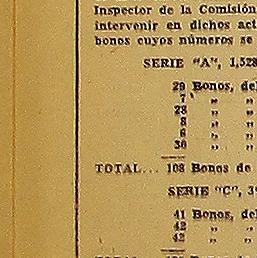 Inspector de la Comisión
intervenir en dichos act
bonos cuyos números se
SERIE "A", 1,528
29 Bonos, del
7 " "
28 " "
8 " "
6 " "
30 " "
TOTAL... 108 Bonos de
SERIE "C", 3
41 Bonos, del
42 " "
42 " "